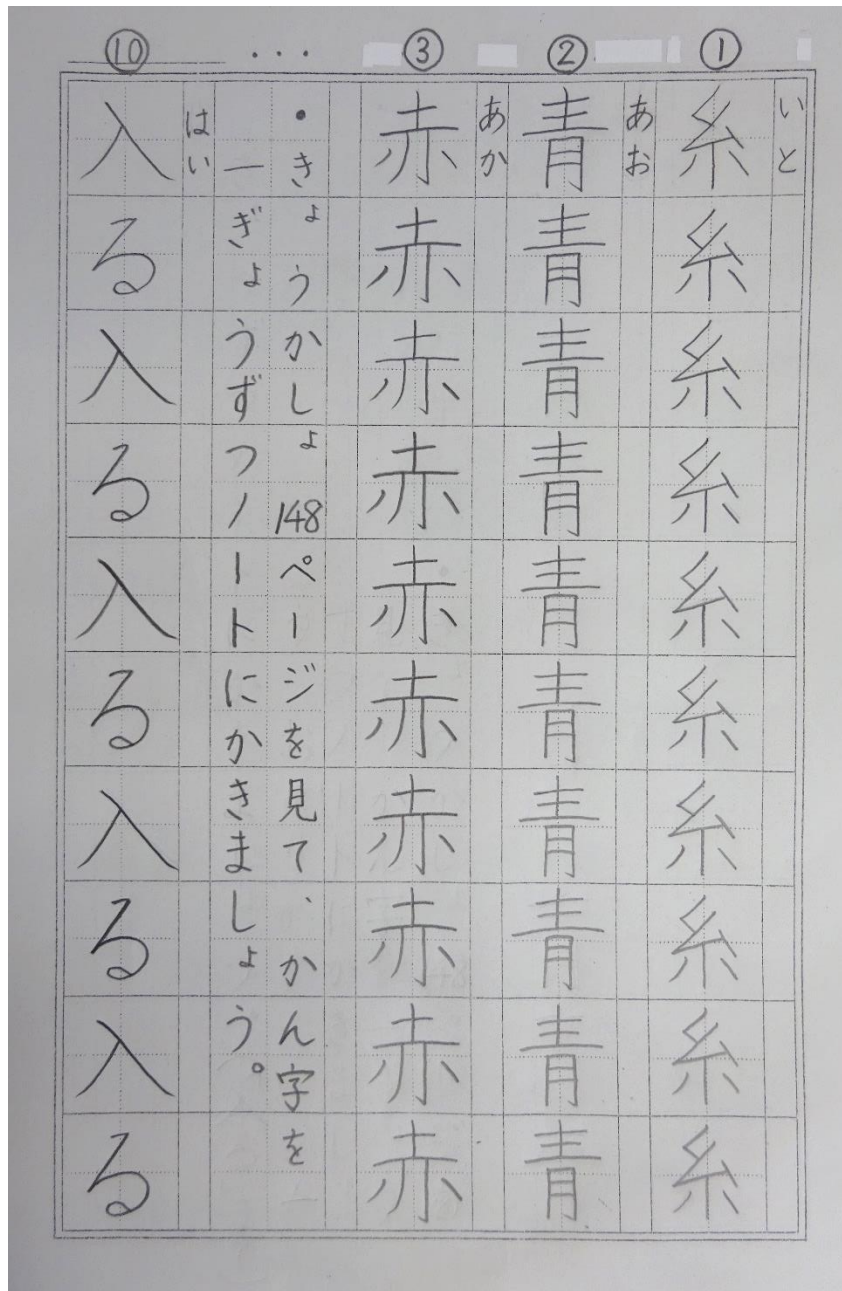 ①
いと
糸糸糸糸糸糸糸糸糸糸
②
あお
青青青青青青青青青青
③
あか
赤赤赤赤赤赤赤赤赤赤
・・・
・きょうかしょ148ページを見て、かん字を
一ぎょうずつノートにかきましょう。
⑩
はい
入る入る入る入る入る